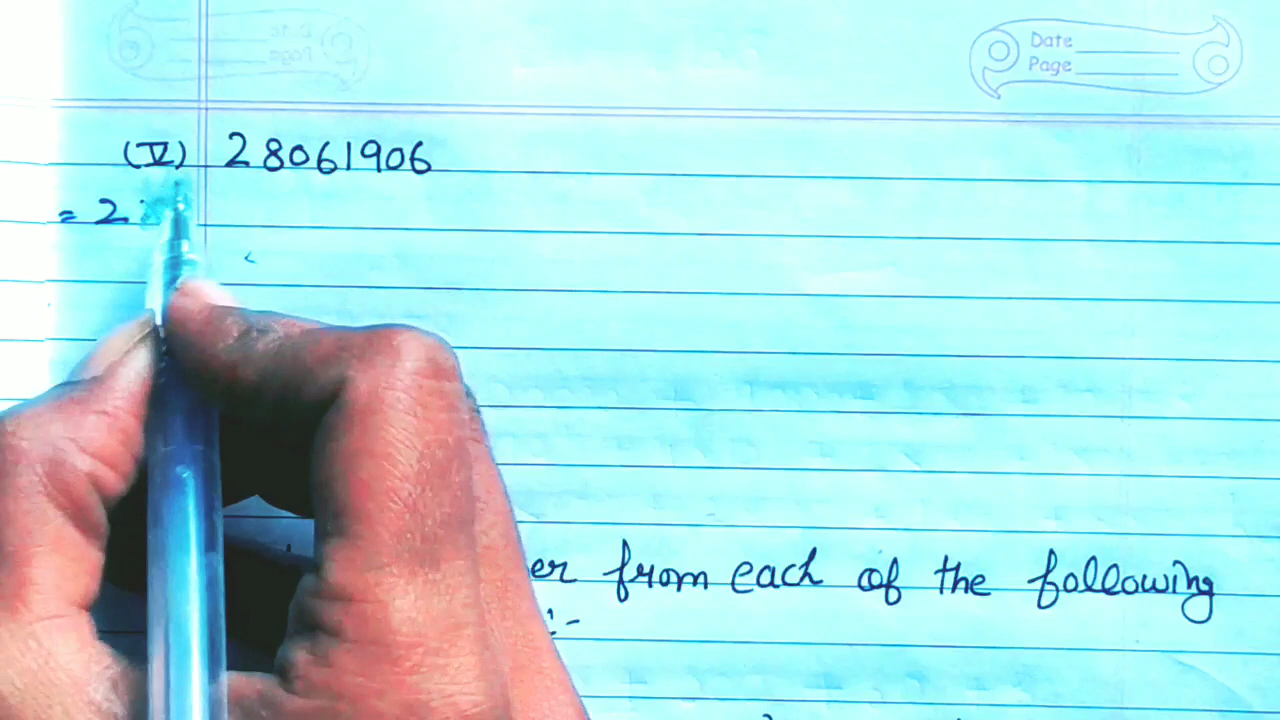 Date
Page
(V) 28061906
= 2
er from each of the following
:-